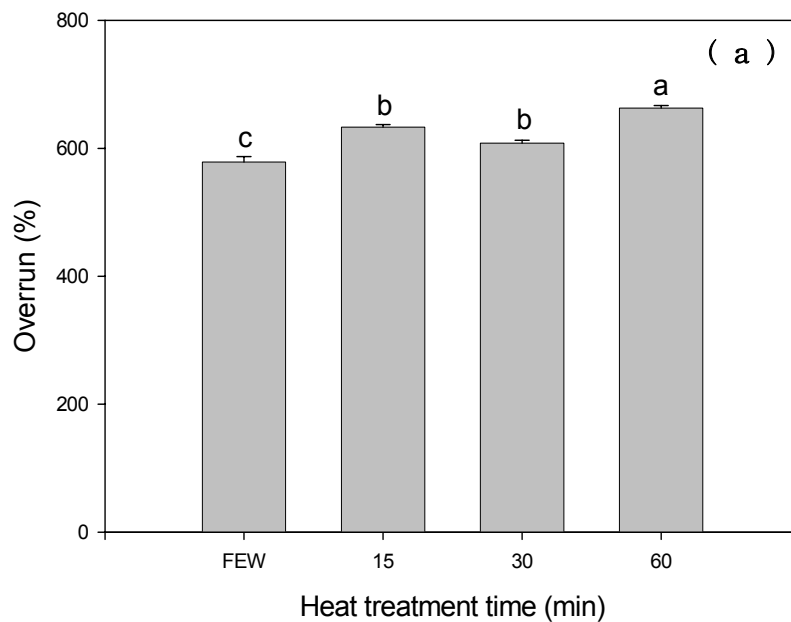 800
( a )
a
b
b
c
600
Overrun (%)
400
200
0
FEW 15 30 60
Heat treatment time (min)